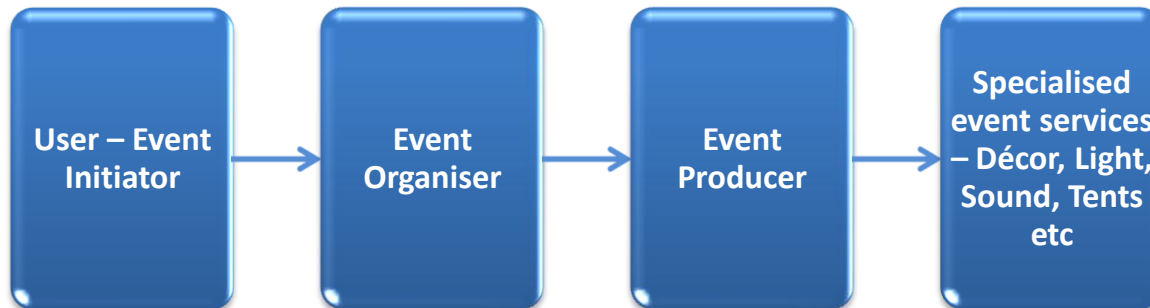 User – Event
Initiator
Event
Organiser
Event
Producer
Specialised
event services
– Décor, Light,
Sound, Tents
etc